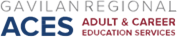 GAVILAN REGIONAL
ACES ADULT & CAREER
EDUCATION SERVICES